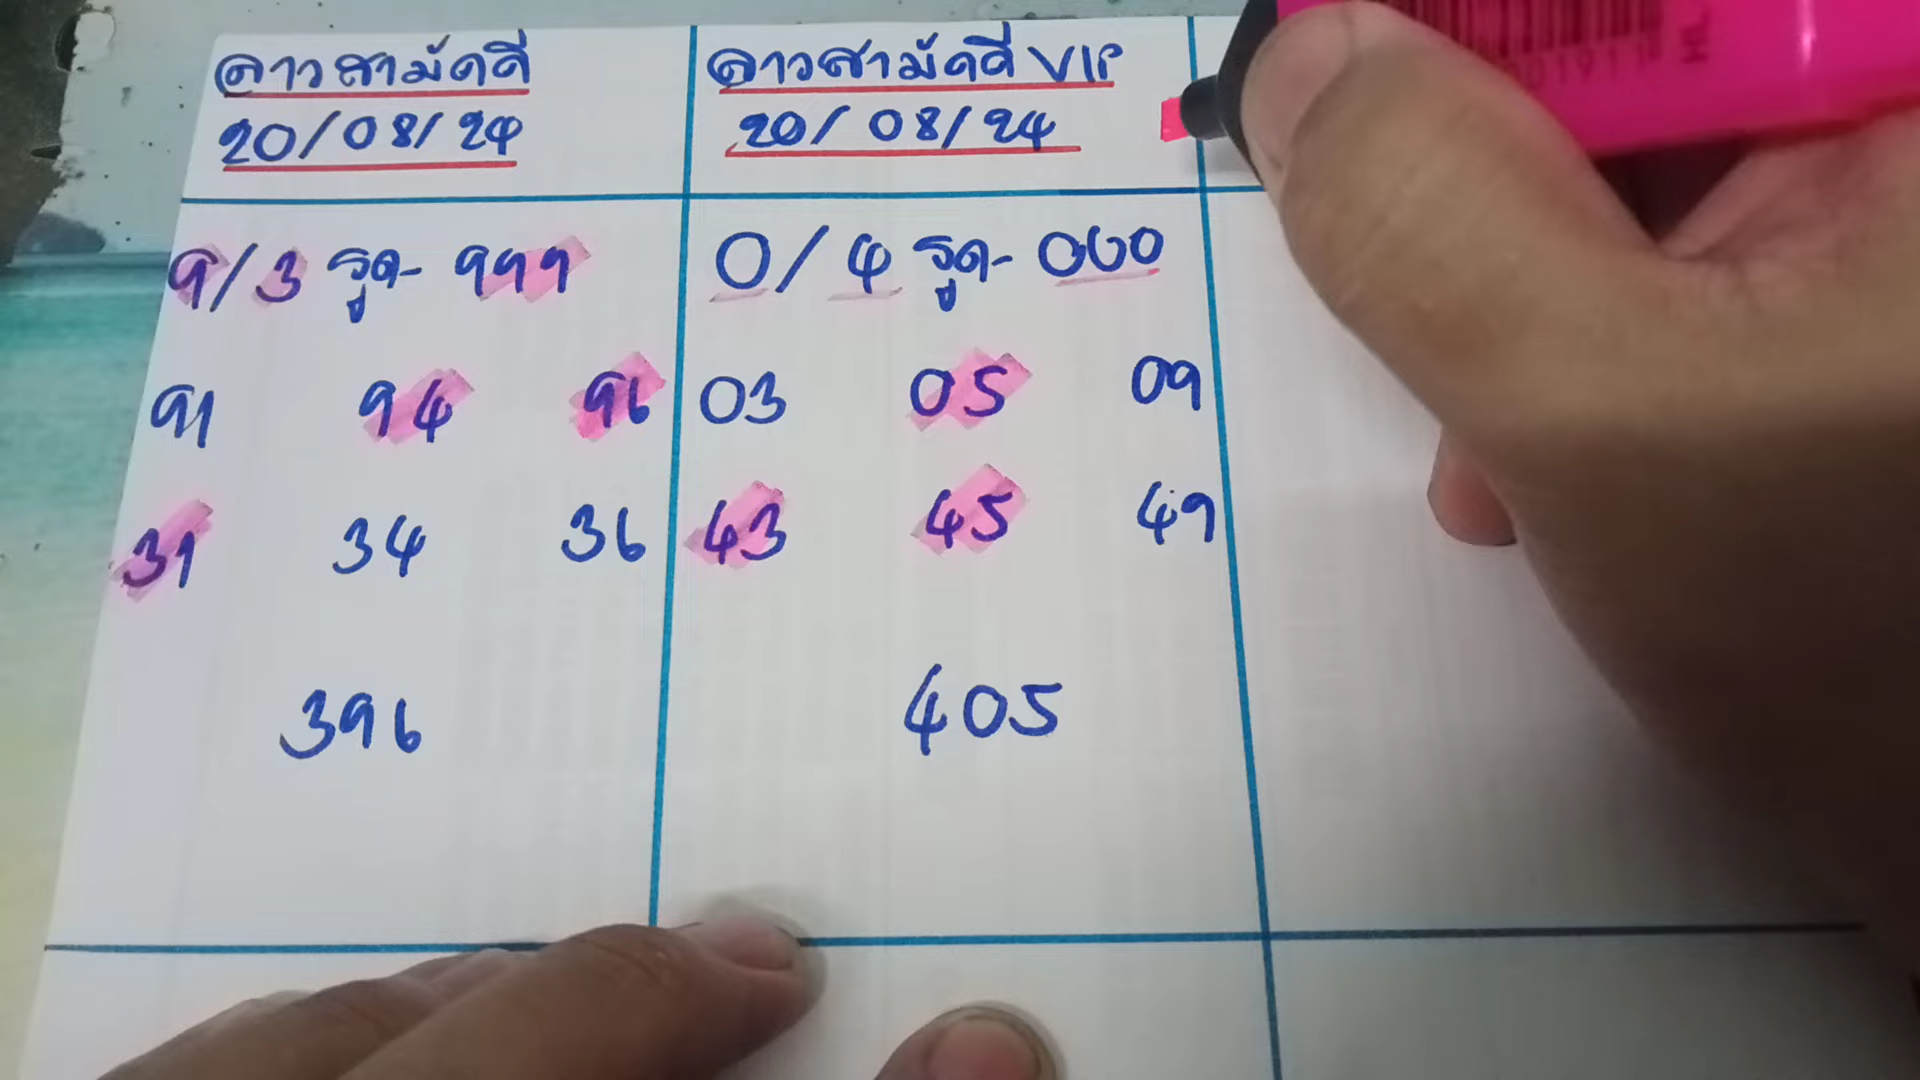 ลาวสามัคคี
20/08/24
9/3 รูด- 999
91 94 96
31 34 36
396
ลาวสามัคคี VIP
20/08/24
0/4 รูด- 000
03 05 09
43 45 49
405